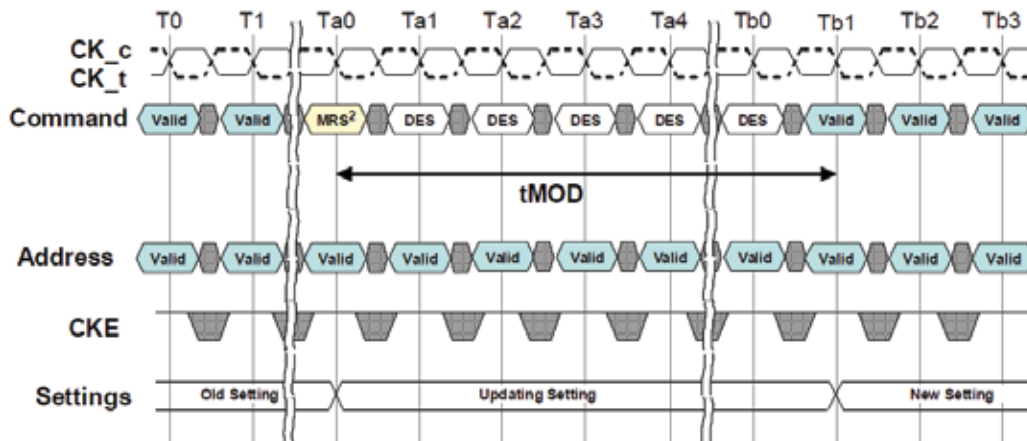 T0 T1 Ta0 Ta1 Ta2 Ta3 Ta4 Tb0 Tb1 Tb2 Tb3
CK_c
CK_t
Command Valid Valid MRS² DES DES DES DES DES Valid Valid Valid
tMOD
Address Valid Valid Valid Valid Valid Valid Valid Valid Valid Valid Valid
CKE
Settings Old Setting Updating Setting New Setting